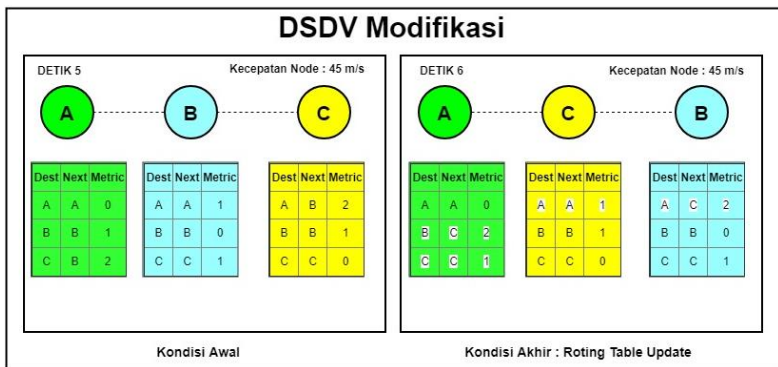 DSDV Modifikasi
DETIK 5 Kecepatan Node : 45 m/s
A B C
Dest Next Metric Dest Next Metric Dest Next Metric
A A 0 A A 1 A B 2
B B 1 B B 0 B B 1
C B 2 C C 1 C C 0
Kondisi Awal
DETIK 6 Kecepatan Node : 45 m/s
A C B
Dest Next Metric Dest Next Metric Dest Next Metric
A A 0 A A 1 A C 2
B C 2 B B 1 B B 0
C C 1 C C 0 C C 1
Kondisi Akhir : Roting Table Update